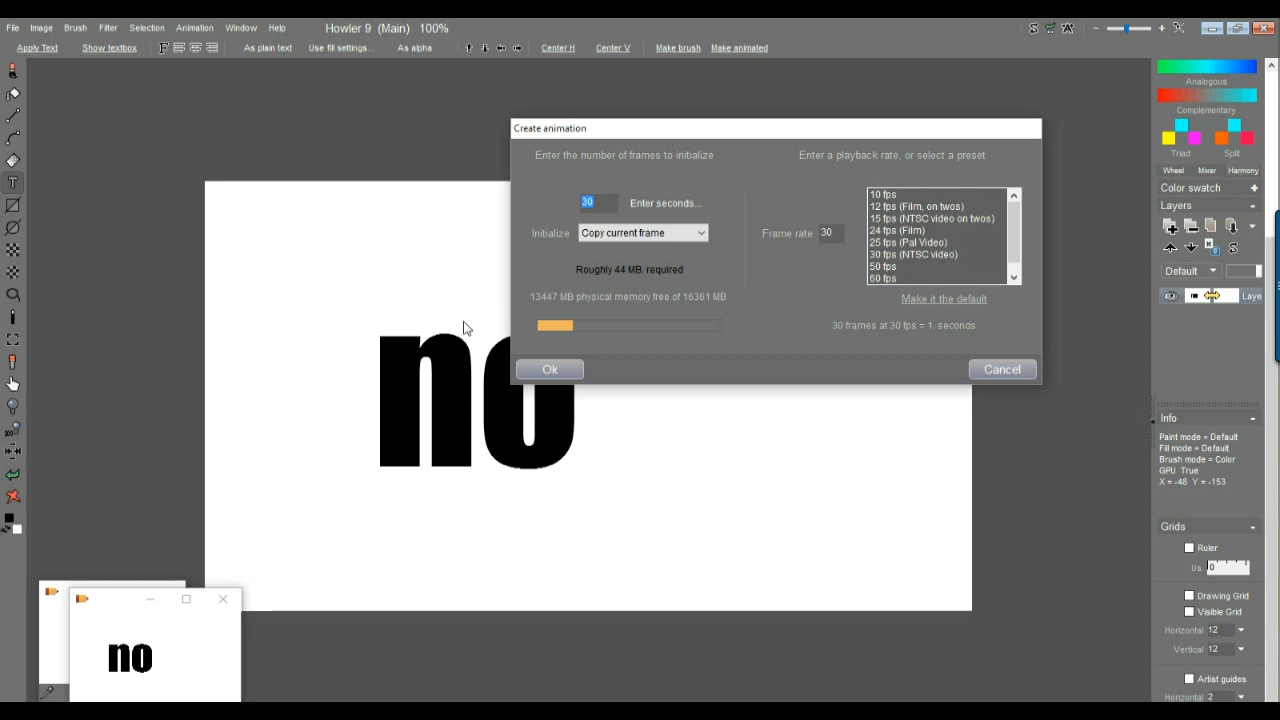 File Image Brush Filter Selection Animation Window Help Howler 9 (Main) 100%
Apply Text Show textbox F As plain text Use fill settings... As alpha Center H Center V Make brush Make animated
Analogous
Complementary
Triad Split
Wheel Mixer Harmony
Color swatch
Layers
Default
Laye
Create animation
Enter the number of frames to initialize
Enter a playback rate, or select a preset
30 Enter seconds...
Initialize Copy current frame
Roughly 44 MB. required
13447 MB physical memory free of 16361 MB
Frame rate 30
10 fps
12 fps (Film, on twos)
15 fps (NTSC video on twos)
24 fps (Film)
25 fps (Pal Video)
30 fps (NTSC video)
50 fps
60 fps
Make it the default
30 frames at 30 fps = 1. seconds
Ok Cancel
no
Info
Paint mode = Default
Fill mode = Default
Brush mode = Color
GPU True
X = -48 Y = -153
Grids
Ruler
Us 0
Drawing Grid
Visible Grid
Horizontal 12
Vertical 12
Artist guides
Horizontal 2
no